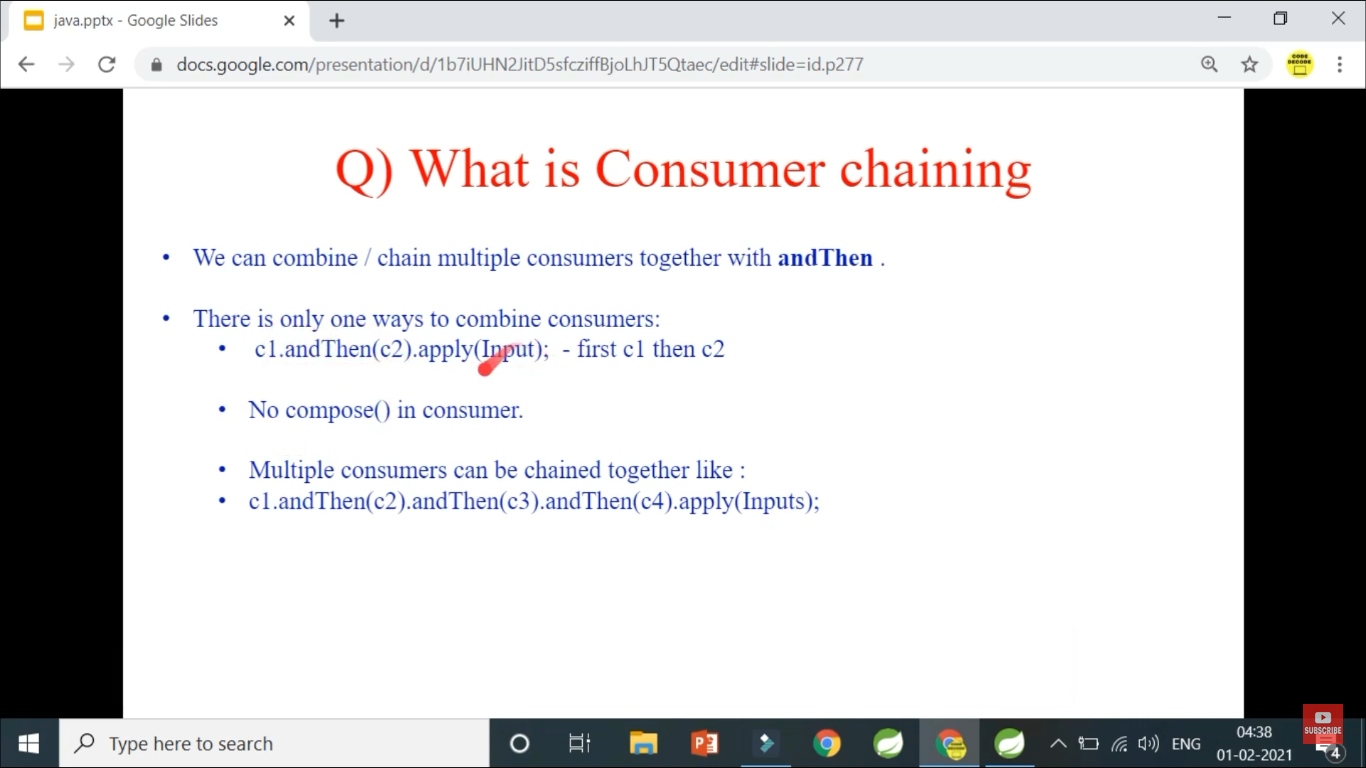 java.pptx - Google Slides
docs.google.com/presentation/d/1b7iUHN2JitD5sfcziffBjoLhJT5Qtaec/edit#slide=id.p277
CODE
DECODE
Q) What is Consumer chaining
• We can combine / chain multiple consumers together with andThen .
• There is only one ways to combine consumers:
• c1.andThen(c2).apply(Input); - first c1 then c2
• No compose() in consumer.
• Multiple consumers can be chained together like :
• c1.andThen(c2).andThen(c3).andThen(c4).apply(Inputs);
SUBSCRIBE
Type here to search
ENG
04:38
01-02-2021
4